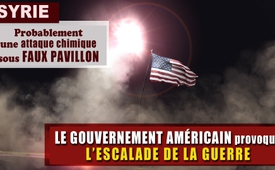 SYRIE
Probablement
une attaque chimique
sous FAUX PAVILLON
LE GOUVERNEMENT AMÉRICAIN provoque
L'ESCALADE DE LA GUERRE